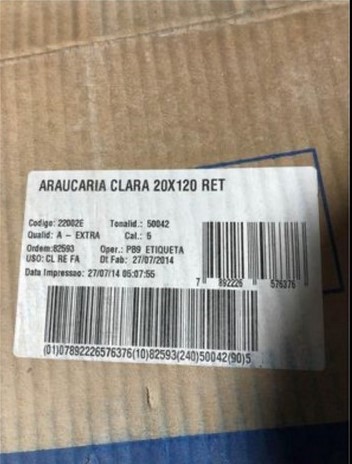 ARAUCARIA CLARA 20X120 RET
Codigo: 22002E Tonalid.: 50042
Qualid: A - EXTRA Cal.: 5
Ordem:82593 Oper.: PB9 ETIQUETA
USO: CL RE FA Dt Fab: 27/07/2014
Data Impresso: 27/07/14 05:07:55
7 892226 576376
(01)07892226576376(10)82593(240)50042(90)5